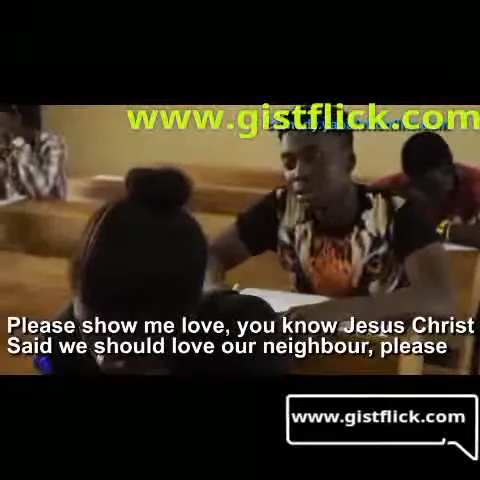 www.gistflick.com
Please show me love, you know Jesus Christ
Said we should love our neighbour, please
www.gistflick.com